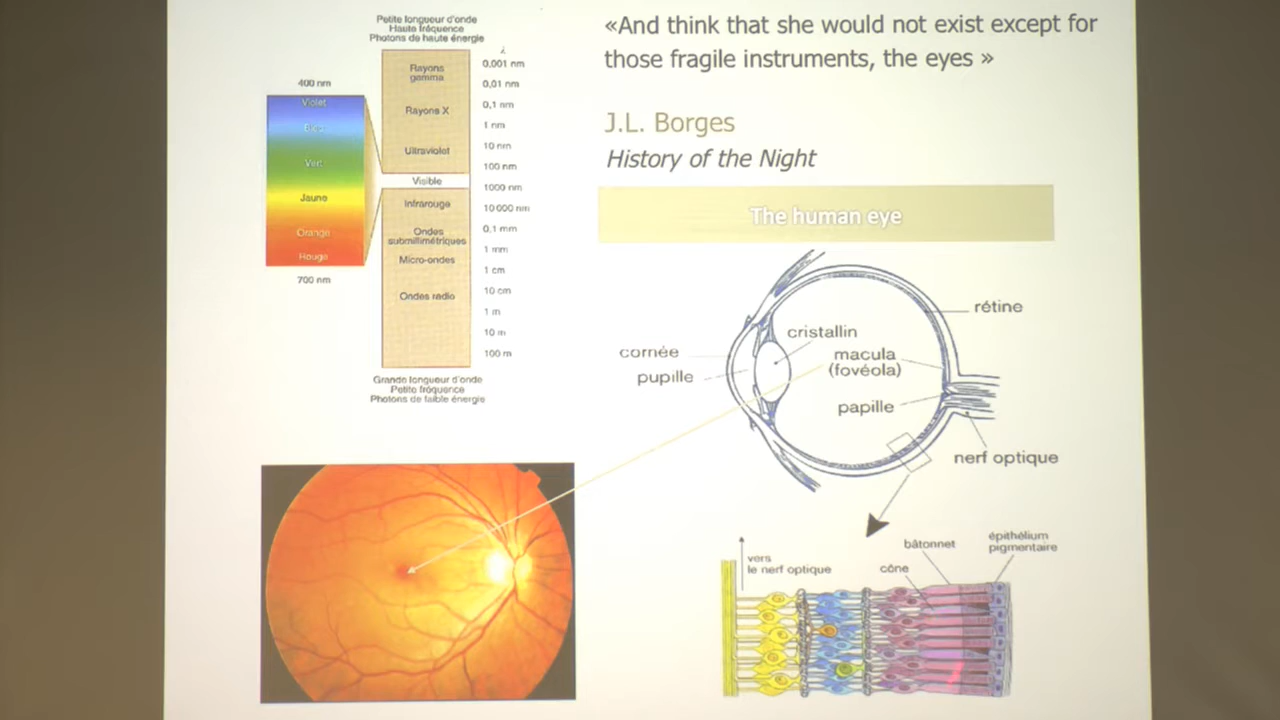 Petite longueur d'onde
Haute fréquence
Photons de haute énergie
λ
400 nm
Violet
Bleu
Vert
Jaune
Orange
Rouge
700 nm
Rayons
gamma
Rayons X
Ultraviolet
Visible
Infrarouge
Ondes
submillimétriques
Micro-ondes
Ondes radio
0,001 nm
0,01 nm
0,1 nm
1 nm
10 nm
100 nm
1000 nm
10 000 nm
0,1 mm
1 mm
1 cm
10 cm
1 m
10 m
100 m
Grande longueur d'onde
Petite fréquence
Photons de faible énergie
«And think that she would not exist except for
those fragile instruments, the eyes »
J.L. Borges
History of the Night
The human eye
rétine
cristallin
cornée
macula
(fovéola)
pupille
papille
nerf optique
vers
le nerf optique
bâtonnet
cône
épithélium
pigmentaire